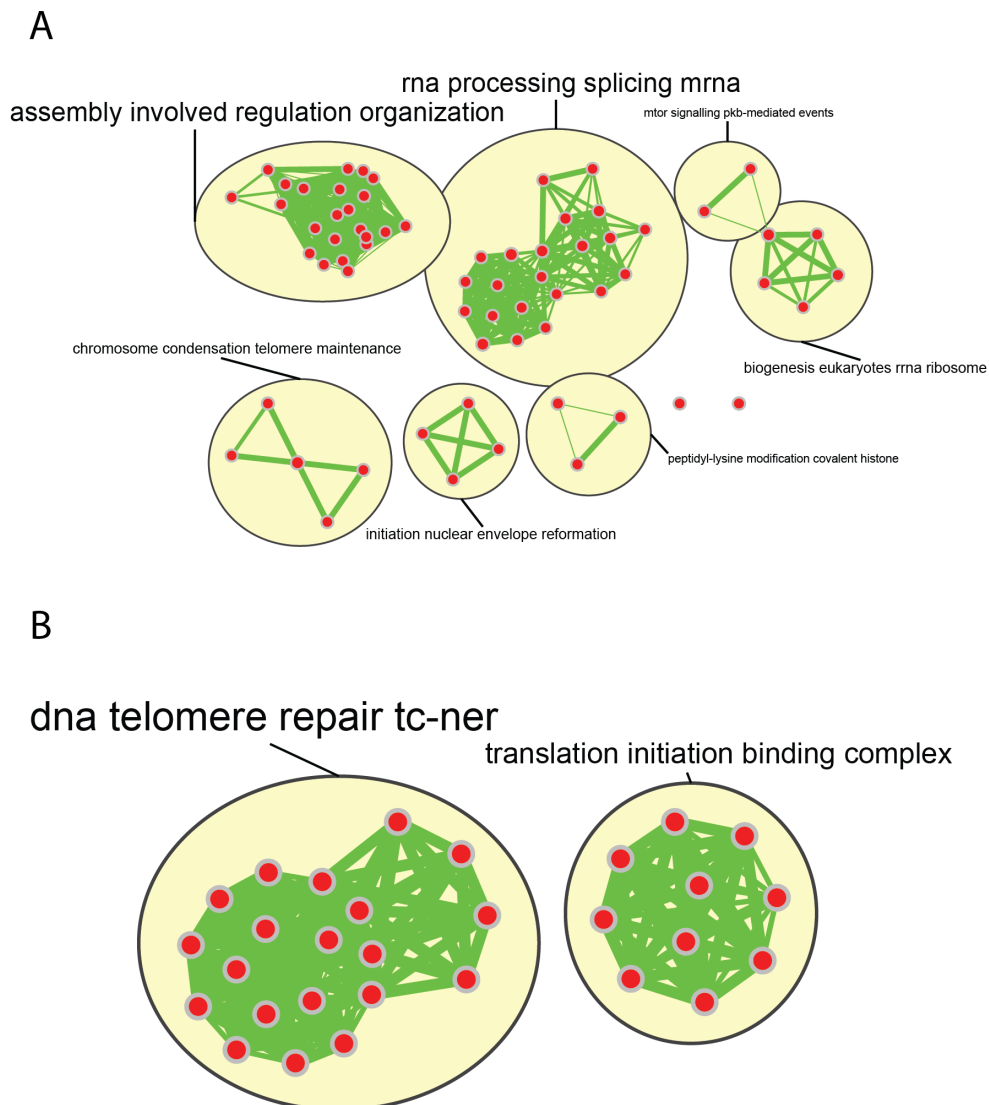 A
rna processing splicing mrna
assembly involved regulation organization
mtor signalling pkb-mediated events
chromosome condensation telomere maintenance
biogenesis eukaryotes rrna ribosome
peptidyl-lysine modification covalent histone
initiation nuclear envelope reformation
B
dna telomere repair tc-ner
translation initiation binding complex